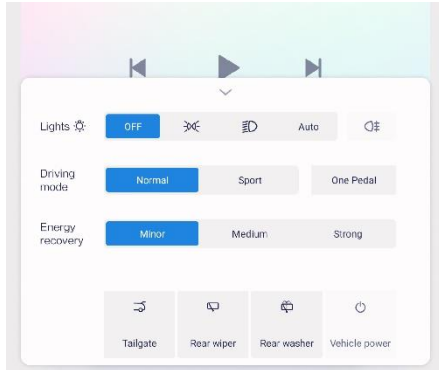 Lights
OFF
Auto
Driving
mode
Normal
Sport
One Pedal
Energy
recovery
Minor
Medium
Strong
Tailgate
Rear wiper
Rear washer
Vehicle power